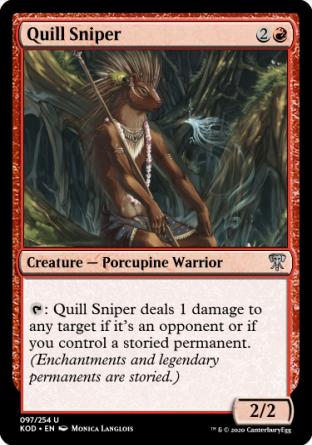 Quill Sniper 2
Creature — Porcupine Warrior
: Quill Sniper deals 1 damage to
any target if it's an opponent or if
you control a storied permanent.
(Enchantments and legendary
permanents are storied.)
2/2
097/254 U
KOD • EN Monica Langlois
™ & © 2020 CanterburyEgg